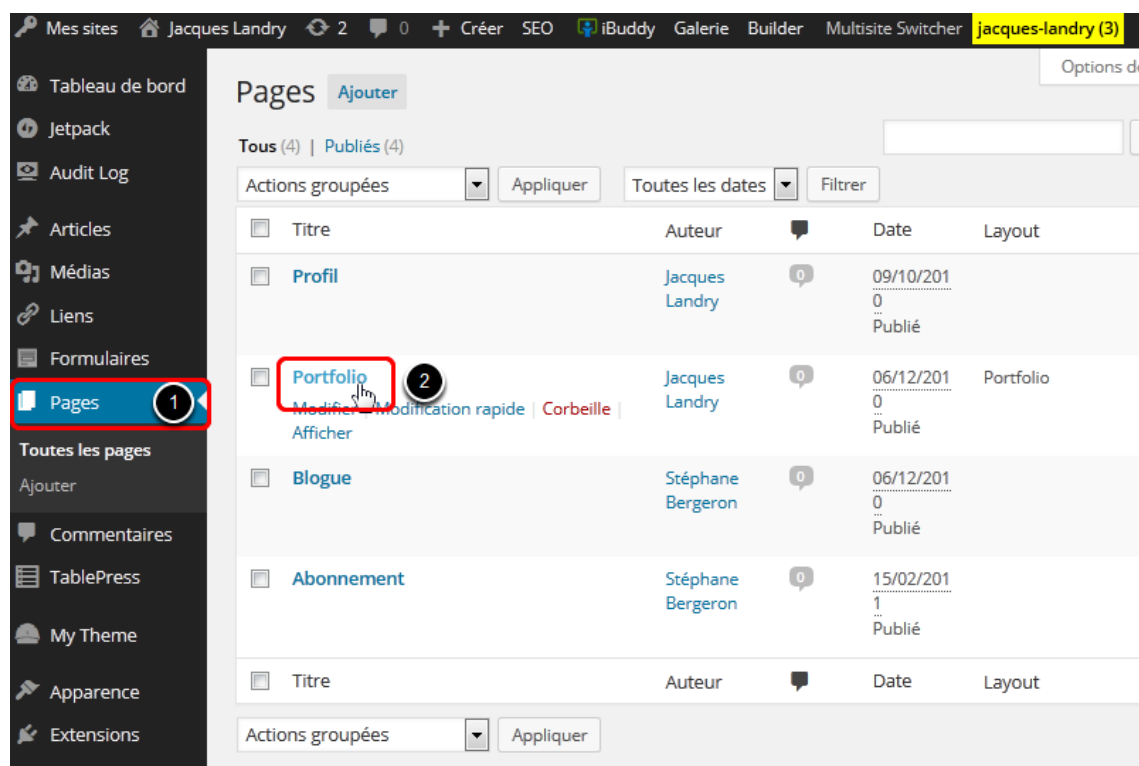 Mes sites Jacques Landry 2 0 + Créer SEO iBuddy Galerie Builder Multisite Switcher jacques-landry (3)
Options d
Tableau de bord
Jetpack
Audit Log
Articles
Médias
Liens
Formulaires
Pages 1
Toutes les pages
Ajouter
Commentaires
TablePress
My Theme
Apparence
Extensions
Pages Ajouter
Tous (4) | Publiés (4)
Actions groupées Appliquer Toutes les dates Filtrer
Titre Auteur Date Layout
Profil Jacques 0 09/10/201
Landry 0
Publié
Portfolio 2 Jacques 0 06/12/201 Portfolio
Modifier | Modification rapide | Corbeille | Landry 0
Afficher Publié
Blogue Stéphane 0 06/12/201
Bergeron 0
Publié
Abonnement Stéphane 0 15/02/201
Bergeron 1
Publié
Titre Auteur Date Layout
Actions groupées Appliquer